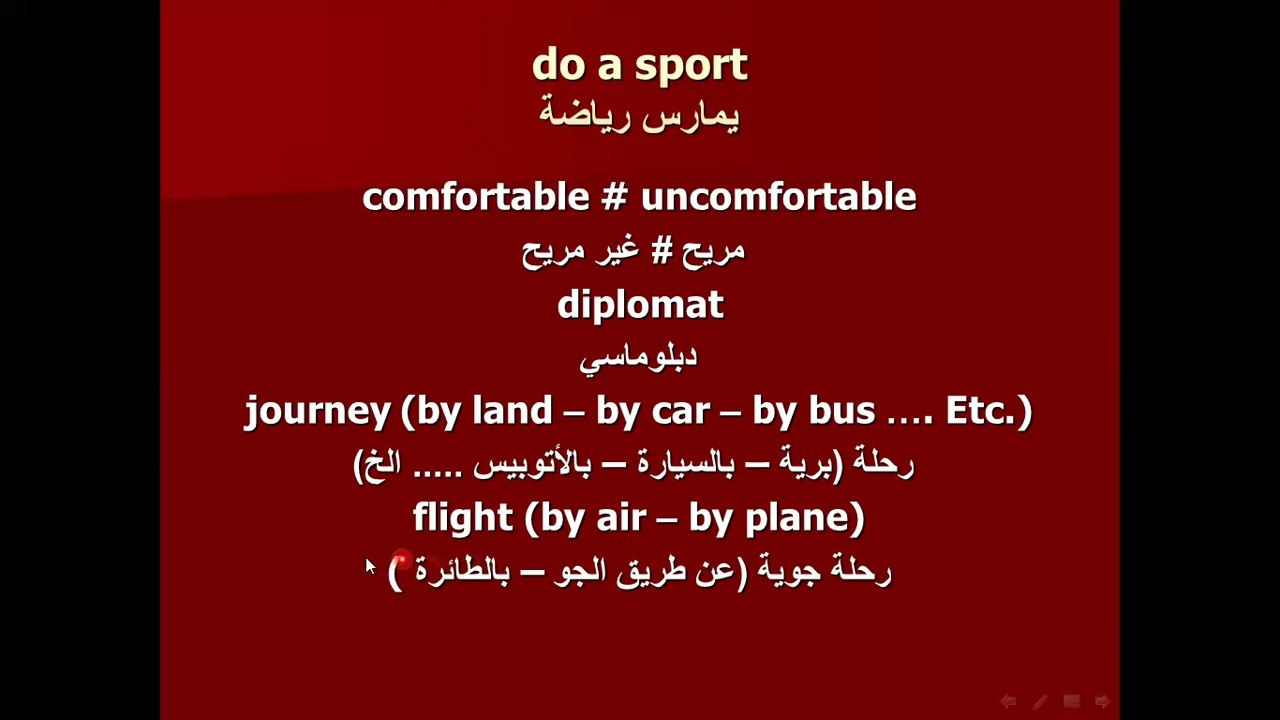 do a sport
يمارس رياضة
comfortable # uncomfortable
مريح # غير مريح
diplomat
دبلوماسي
journey (by land – by car – by bus …. Etc.)
رحلة (برية – بالسيارة – بالأتوبيس ..... الخ)
flight (by air – by plane)
رحلة جوية (عن طريق الجو – بالطائرة )